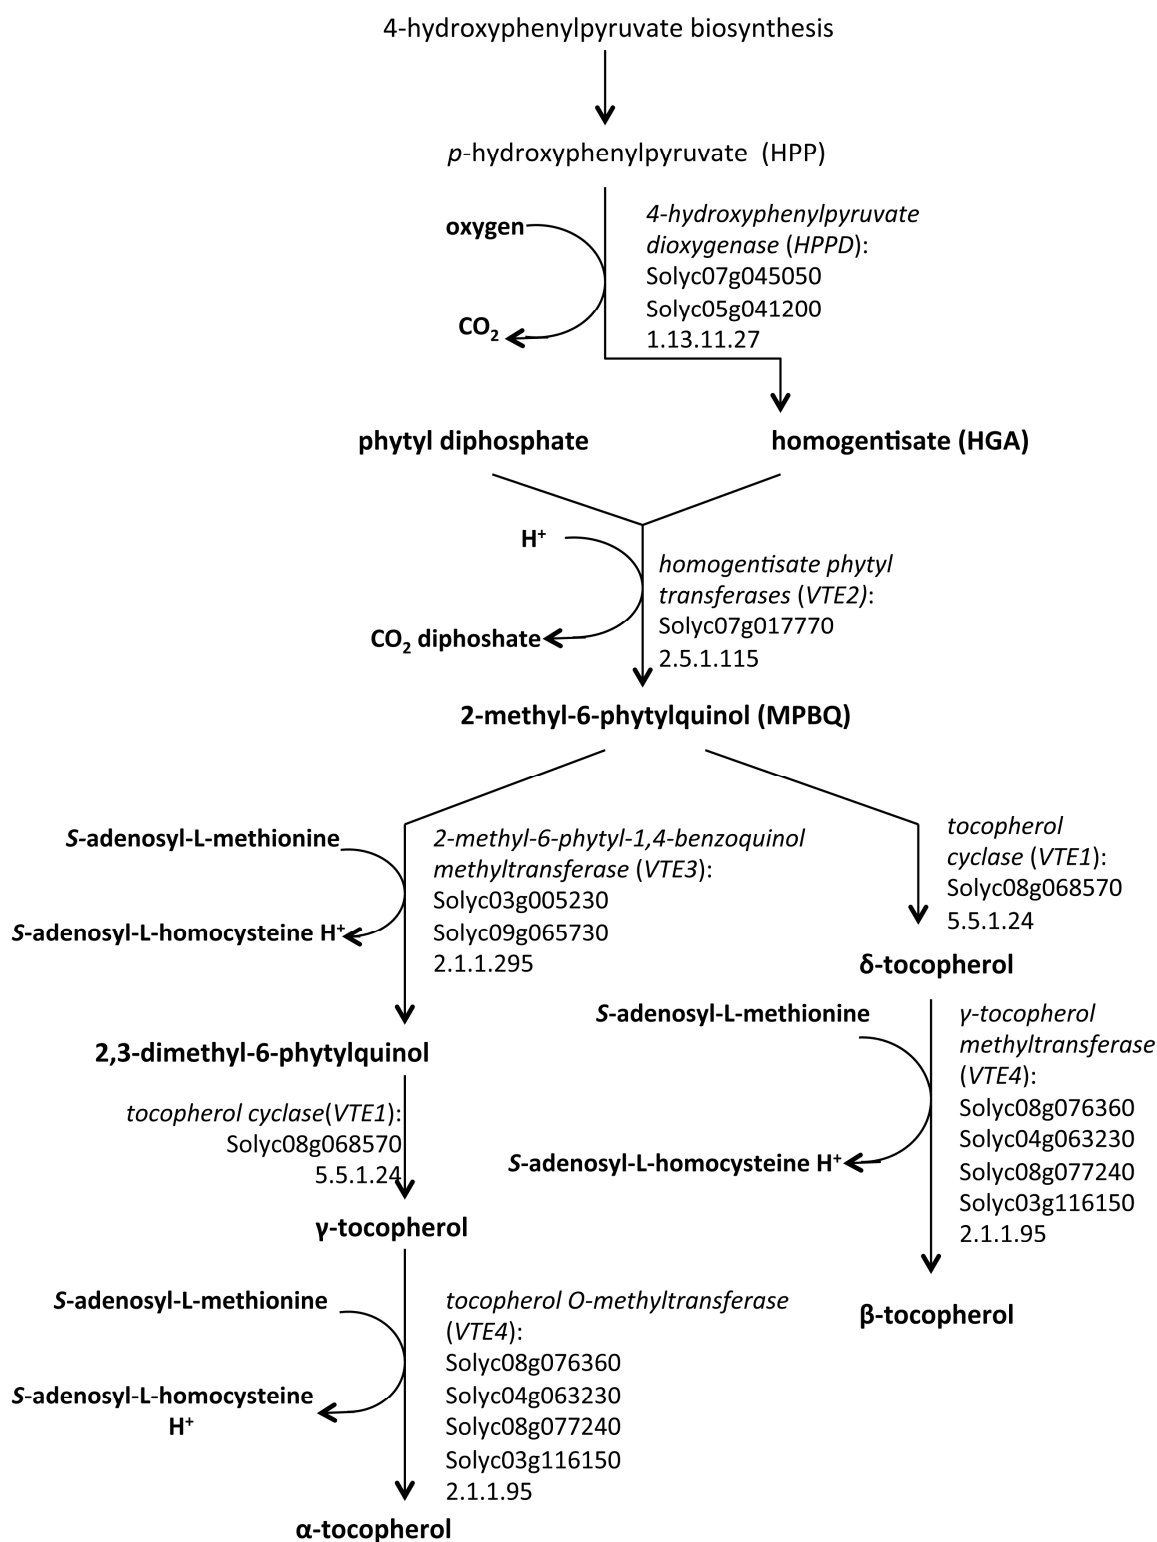 4-hydroxyphenylpyruvate biosynthesis
p-hydroxyphenylpyruvate (HPP)
oxygen
CO₂
4-hydroxyphenylpyruvate
dioxygenase (HPPD):
Solyc07g045050
Solyc05g041200
1.13.11.27
phytyl diphosphate
homogentisate (HGA)
H⁺
CO₂ diphoshate
homogentisate phytyl
transferases (VTE2):
Solyc07g017770
2.5.1.115
2-methyl-6-phytylquinol (MPBQ)
S-adenosyl-L-methionine
S-adenosyl-L-homocysteine H⁺
2-methyl-6-phytyl-1,4-benzoquinol
methyltransferase (VTE3):
Solyc03g005230
Solyc09g065730
2.1.1.295
tocopherol
cyclase (VTE1):
Solyc08g068570
5.5.1.24
δ-tocopherol
2,3-dimethyl-6-phytylquinol
tocopherol cyclase(VTE1):
Solyc08g068570
5.5.1.24
S-adenosyl-L-methionine
S-adenosyl-L-homocysteine H⁺
γ-tocopherol
methyltransferase
(VTE4):
Solyc08g076360
Solyc04g063230
Solyc08g077240
Solyc03g116150
2.1.1.95
γ-tocopherol
β-tocopherol
S-adenosyl-L-methionine
S-adenosyl-L-homocysteine
H⁺
tocopherol O-methyltransferase
(VTE4):
Solyc08g076360
Solyc04g063230
Solyc08g077240
Solyc03g116150
2.1.1.95
α-tocopherol